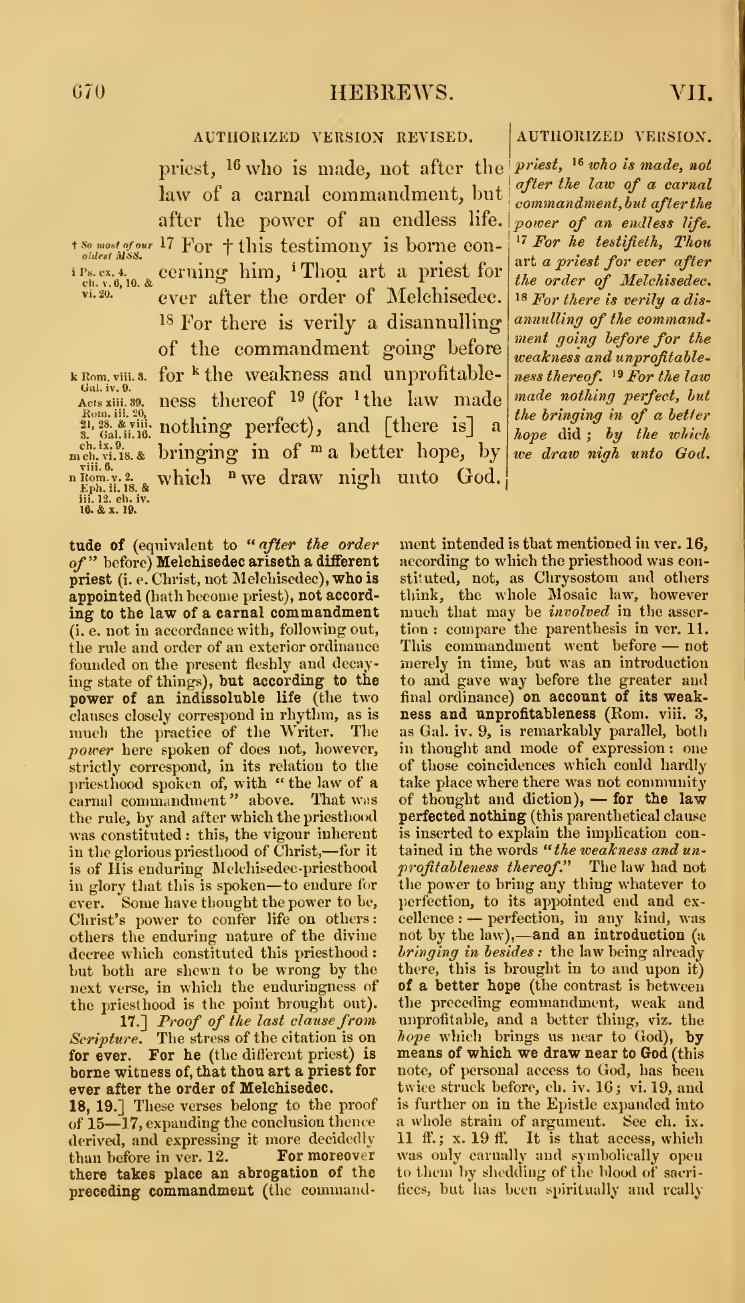 670
HEBREWS.
VII.
AUTHORIZED VERSION REVISED.
priest, 16 who is made, not after the
law of a carnal commandment, but
after the power of an endless life.
† So most of our
oldest MSS.
17 For † this testimony is borne con-
i Ps. cx. 4.
ch. v. 6, 10. &
vi. 20.
cerning him, i Thou art a priest for
ever after the order of Melchisedec.
18 For there is verily a disannulling
of the commandment going before
k Rom. viii. 3.
Gal. iv. 9.
for k the weakness and unprofitable-
Acts xiii. 39.
Rom. iii. 20,
21, 28. & viii.
3. Gal. ii. 16.
ch. ix. 9.
ness thereof 19 (for l the law made
nothing perfect), and [there is] a
m ch. vi. 18. &
viii. 6.
bringing in of m a better hope, by
n Rom. v. 2.
Eph. ii. 18. &
iii. 12. ch. iv.
16. & x. 19.
which n we draw nigh unto God.
AUTHORIZED VERSION.
priest, 16 who is made, not
after the law of a carnal
commandment, but after the
power of an endless life.
17 For he testifieth, Thou
art a priest for ever after
the order of Melchisedec.
18 For there is verily a dis-
annulling of the command-
ment going before for the
weakness and unprofitable-
ness thereof. 19 For the law
made nothing perfect, but
the bringing in of a better
hope did; by the which
we draw nigh unto God.
tude of (equivalent to "after the order
of" before) Melchisedec ariseth a different
priest (i. e. Christ, not Melchisedec), who is
appointed (hath become priest), not accord-
ing to the law of a carnal commandment
(i. e. not in accordance with, following out,
the rule and order of an exterior ordinance
founded on the present fleshly and decay-
ing state of things), but according to the
power of an indissoluble life (the two
clauses closely correspond in rhythm, as is
much the practice of the Writer. The
power here spoken of does not, however,
strictly correspond, in its relation to the
priesthood spoken of, with "the law of a
carnal commandment" above. That was
the rule, by and after which the priesthood
was constituted: this, the vigour inherent
in the glorious priesthood of Christ,—for it
is of His enduring Melchisedec-priesthood
in glory that this is spoken—to endure for
ever. Some have thought the power to be,
Christ's power to confer life on others:
others the enduring nature of the divine
decree which constituted this priesthood:
but both are shewn to be wrong by the
next verse, in which the enduringness of
the priesthood is the point brought out).
17.] Proof of the last clause from
Scripture. The stress of the citation is on
for ever. For he (the different priest) is
borne witness of, that thou art a priest for
ever after the order of Melchisedec.
18, 19.] These verses belong to the proof
of 15—17, expanding the conclusion thence
derived, and expressing it more decidedly
than before in ver. 12. For moreover
there takes place an abrogation of the
preceding commandment (the command-
ment intended is that mentioned in ver. 16,
according to which the priesthood was con-
stituted, not, as Chrysostom and others
think, the whole Mosaic law, however
much that may be involved in the asser-
tion: compare the parenthesis in ver. 11.
This commandment went before — not
merely in time, but was an introduction
to and gave way before the greater and
final ordinance) on account of its weak-
ness and unprofitableness (Rom. viii. 3,
as Gal. iv. 9, is remarkably parallel, both
in thought and mode of expression: one
of those coincidences which could hardly
take place where there was not community
of thought and diction), — for the law
perfected nothing (this parenthetical clause
is inserted to explain the implication con-
tained in the words "the weakness and un-
profitableness thereof." The law had not
the power to bring any thing whatever to
perfection, to its appointed end and ex-
cellence: — perfection, in any kind, was
not by the law),—and an introduction (a
bringing in besides: the law being already
there, this is brought in to and upon it)
of a better hope (the contrast is between
the preceding commandment, weak and
unprofitable, and a better thing, viz. the
hope which brings us near to God), by
means of which we draw near to God (this
note, of personal access to God, has been
twice struck before, ch. iv. 16; vi. 19, and
is further on in the Epistle expanded into
a whole strain of argument. See ch. ix.
11 ff.; x. 19 ff. It is that access, which
was only carnally and symbolically open
to them by shedding of the blood of sacri-
fices, but has been spiritually and really